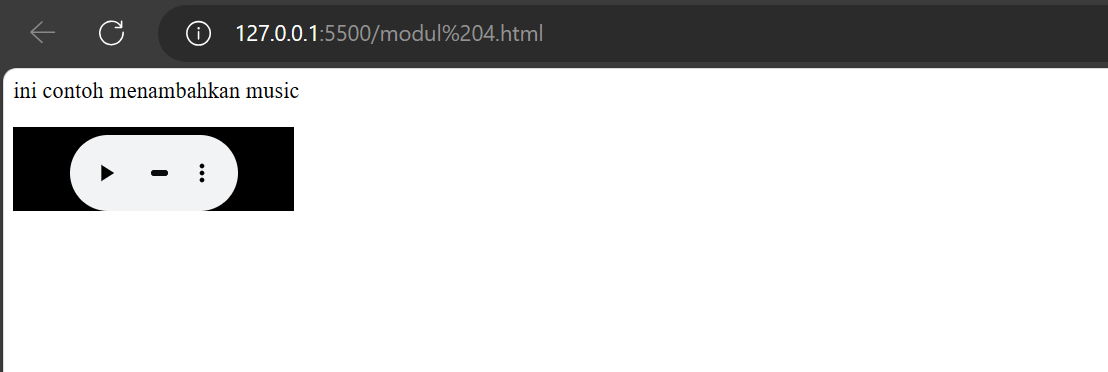 127.0.0.1:5500/modul%204.html
ini contoh menambahkan music